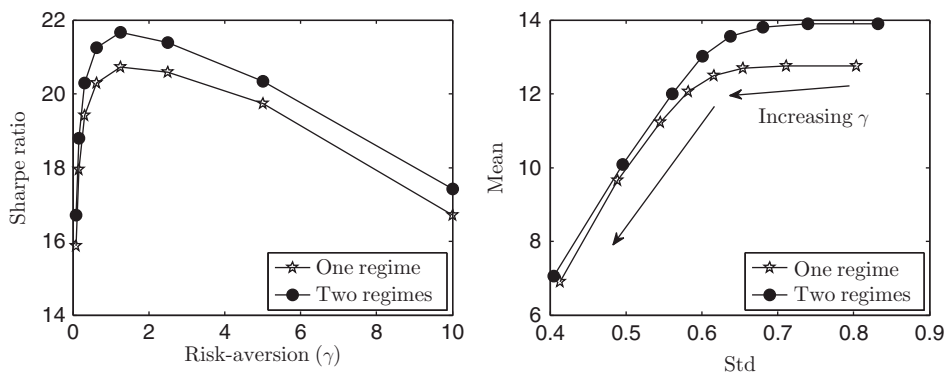 22
20
18
16
14
Sharpe ratio
0
2
4
6
8
10
Risk-aversion (γ)
One regime
Two regimes
14
12
10
8
6
Mean
0.4
0.5
0.6
0.7
0.8
0.9
Std
Increasing γ
One regime
Two regimes